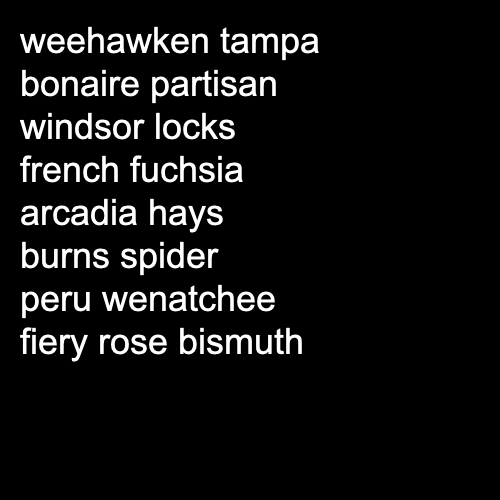 weehawken tampa
bonaire partisan
windsor locks
french fuchsia
arcadia hays
burns spider
peru wenatchee
fiery rose bismuth